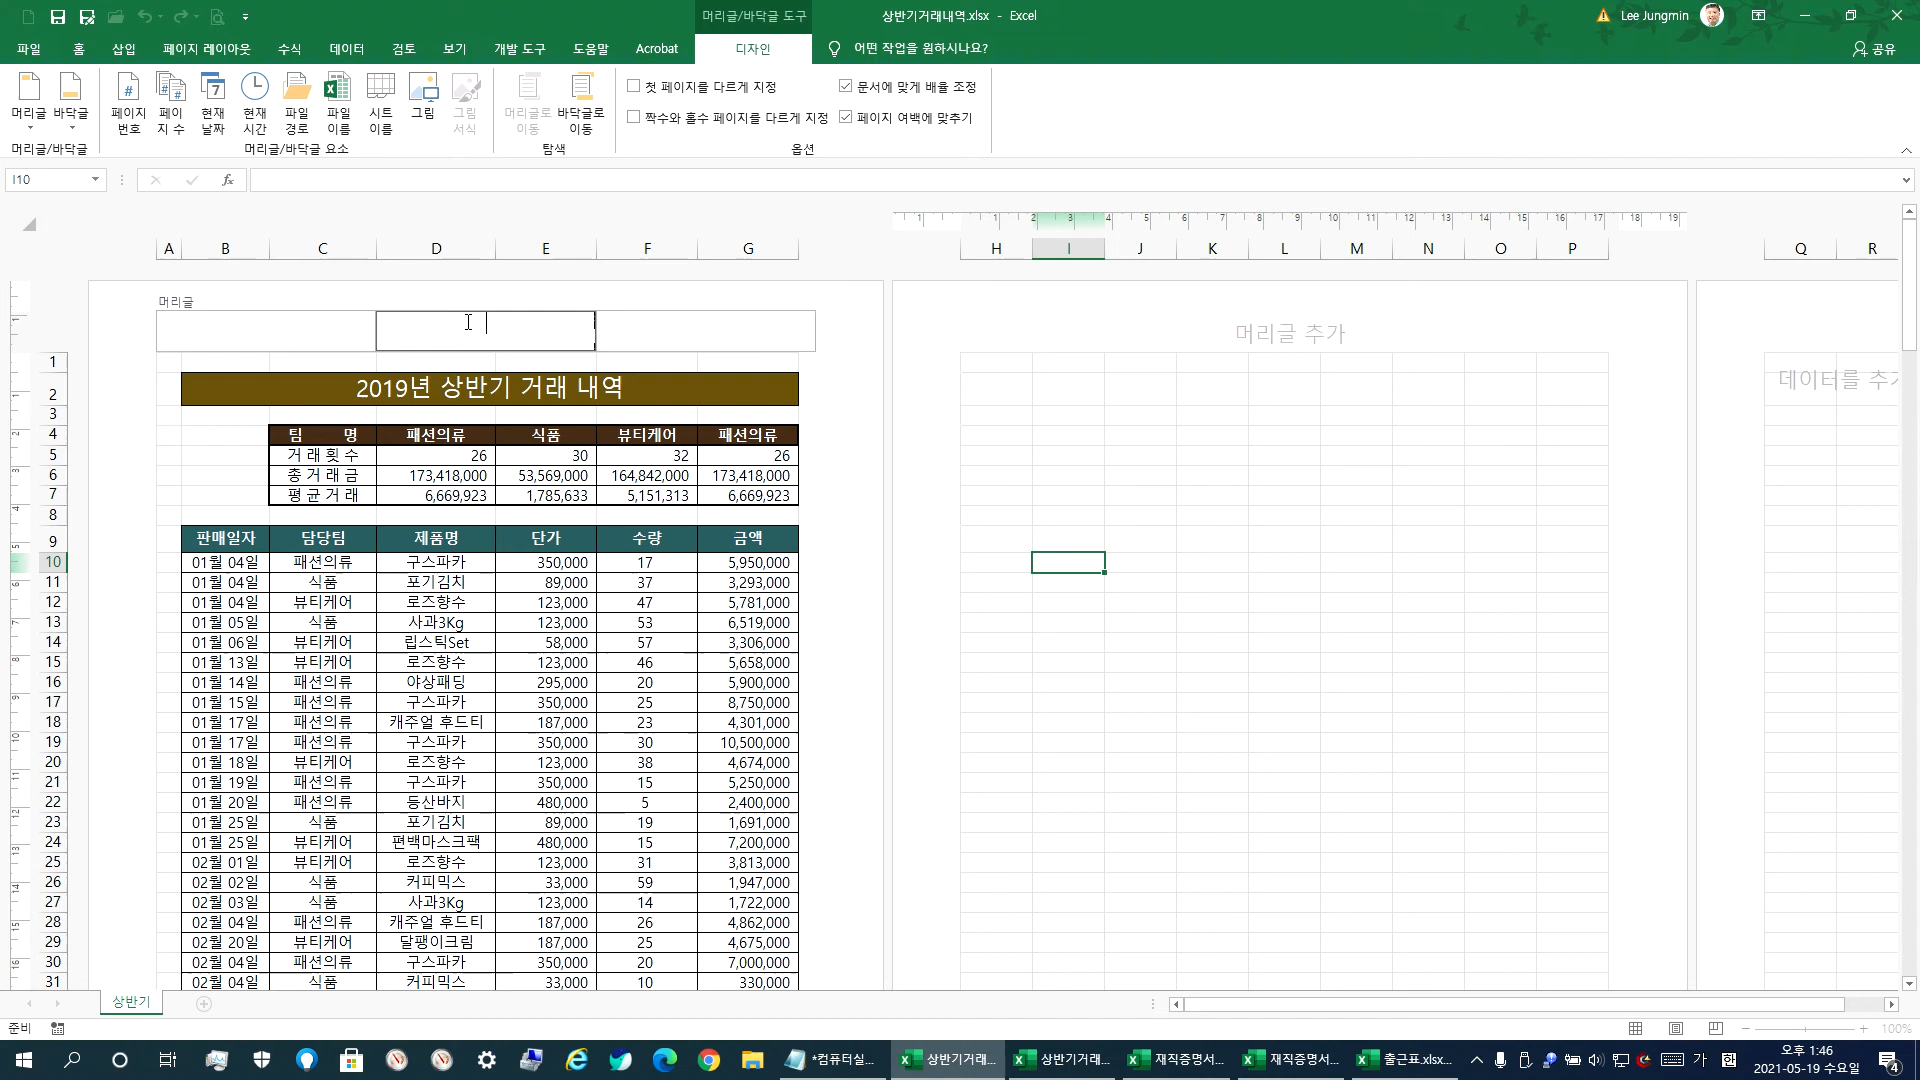 머리글/바닥글 도구
상반기거래내역.xlsx - Excel
Lee Jungmin
파일 홈 삽입 페이지 레이아웃 수식 데이터 검토 보기 개발 도구 도움말 Acrobat 디자인 어떤 작업을 원하시나요? 공유
머리글 바닥글 페이지 번호 페이지 수 현재 날짜 현재 시간 파일 경로 파일 이름 시트 이름 그림 그림 서식 머리글로 이동 바닥글로 이동
첫 페이지를 다르게 지정 문서에 맞게 배율 조정
짝수와 홀수 페이지를 다르게 지정 페이지 여백에 맞추기
머리글/바닥글 머리글/바닥글 요소 탐색 옵션
I10 fx
A B C D E F G H I J K L M N O P Q R
머리글
머리글 추가
데이터를 추가
1
2 2019년 상반기 거래 내역
3
4 팀 명 패션의류 식품 뷰티케어 패션의류
5 거래횟수 26 30 32 26
6 총거래금 173,418,000 53,569,000 164,842,000 173,418,000
7 평균거래 6,669,923 1,785,633 5,151,313 6,669,923
8
9 판매일자 담당팀 제품명 단가 수량 금액
10 01월 04일 패션의류 구스파카 350,000 17 5,950,000
11 01월 04일 식품 포기김치 89,000 37 3,293,000
12 01월 04일 뷰티케어 로즈향수 123,000 47 5,781,000
13 01월 05일 식품 사과3Kg 123,000 53 6,519,000
14 01월 06일 뷰티케어 립스틱Set 58,000 57 3,306,000
15 01월 13일 뷰티케어 로즈향수 123,000 46 5,658,000
16 01월 14일 패션의류 야상패딩 295,000 20 5,900,000
17 01월 15일 패션의류 구스파카 350,000 25 8,750,000
18 01월 17일 패션의류 캐주얼 후드티 187,000 23 4,301,000
19 01월 17일 패션의류 구스파카 350,000 30 10,500,000
20 01월 18일 뷰티케어 로즈향수 123,000 38 4,674,000
21 01월 19일 패션의류 구스파카 350,000 15 5,250,000
22 01월 20일 패션의류 등산바지 480,000 5 2,400,000
23 01월 25일 식품 포기김치 89,000 19 1,691,000
24 01월 25일 뷰티케어 편백마스크팩 480,000 15 7,200,000
25 02월 01일 뷰티케어 로즈향수 123,000 31 3,813,000
26 02월 02일 식품 커피믹스 33,000 59 1,947,000
27 02월 03일 식품 사과3Kg 123,000 14 1,722,000
28 02월 04일 패션의류 캐주얼 후드티 187,000 26 4,862,000
29 02월 20일 뷰티케어 달팽이크림 187,000 25 4,675,000
30 02월 04일 패션의류 구스파카 350,000 20 7,000,000
31 02월 04일 식품 커피믹스 33,000 10 330,000
상반기
준비 100%
*컴퓨터실... 상반기거래... 상반기거래... 재직증명서... 재직증명서... 출근표.xlsx... 가 한 오후 1:46
2021-05-19 수요일 4